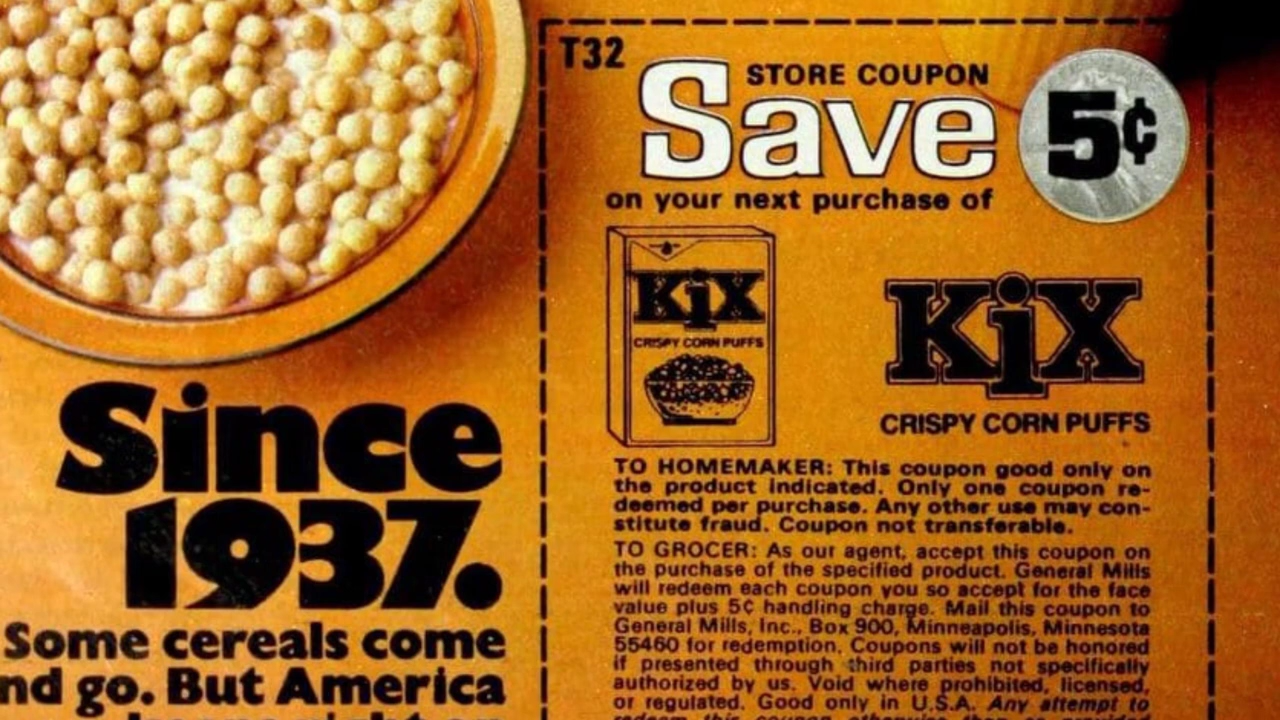 Since
1937.
Some cereals come
nd go. But America
T32
STORE COUPON
Save 5¢
on your next purchase of
KiX
CRISPY CORN PUFFS
KiX
CRISPY CORN PUFFS
TO HOMEMAKER: This coupon good only on
the product indicated. Only one coupon re-
deemed per purchase. Any other use may con-
stitute fraud. Coupon not transferable.
TO GROCER: As our agent, accept this coupon on
the purchase of the specified product. General Mills
will redeem each coupon you so accept for the face
value plus 5¢ handling charge. Mail this coupon to
General Mills, Inc., Box 900, Minneapolis, Minnesota
55460 for redemption. Coupons will not be honored
if presented through third parties not specifically
authorized by us. Void where prohibited, licensed,
or regulated. Good only in U.S.A. Any attempt to
redeem this coupon otherwise than as